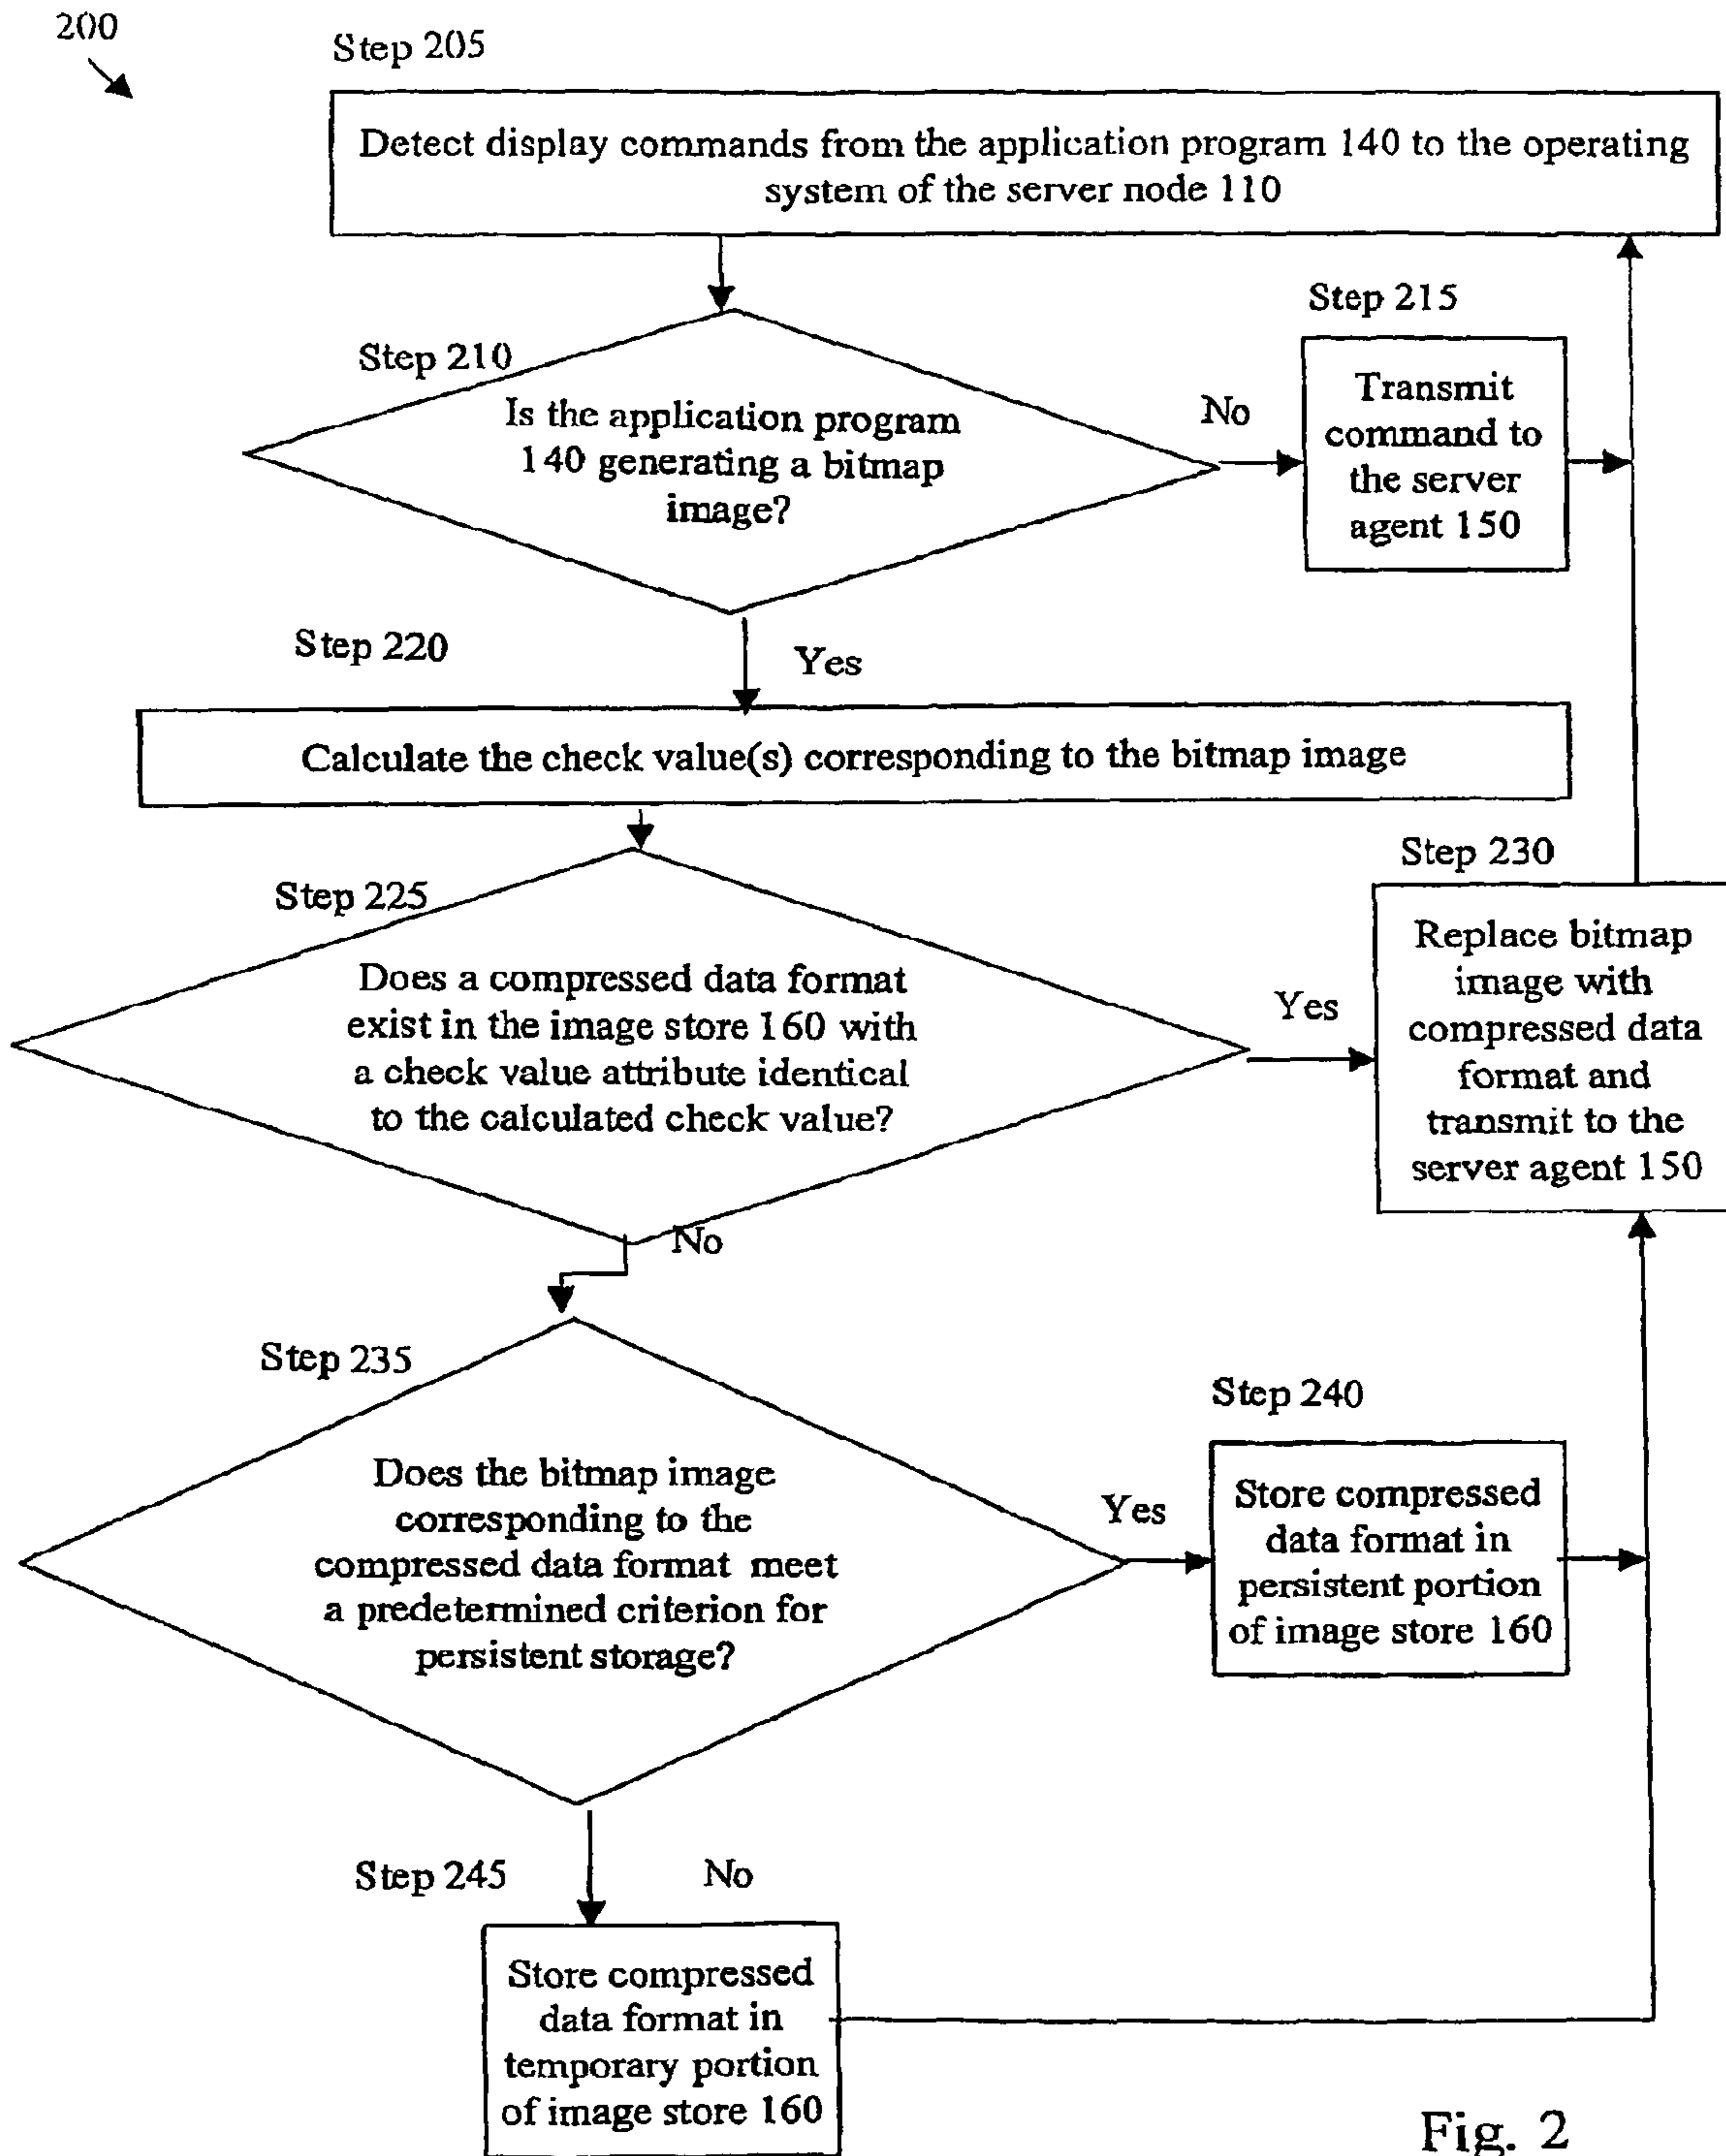 200
Step 205
Detect display commands from the application program 140 to the operating
system of the server node 110
Step 210
Is the application program
140 generating a bitmap
image?
No
Step 215
Transmit
command to
the server
agent 150
Yes
Step 220
Calculate the check value(s) corresponding to the bitmap image
Step 225
Does a compressed data format
exist in the image store 160 with
a check value attribute identical
to the calculated check value?
Yes
Step 230
Replace bitmap
image with
compressed data
format and
transmit to the
server agent 150
No
Step 235
Does the bitmap image
corresponding to the
compressed data format meet
a predetermined criterion for
persistent storage?
Yes
Step 240
Store compressed
data format in
persistent portion
of image store 160
Step 245
No
Store compressed
data format in
temporary portion
of image store 160
Fig. 2